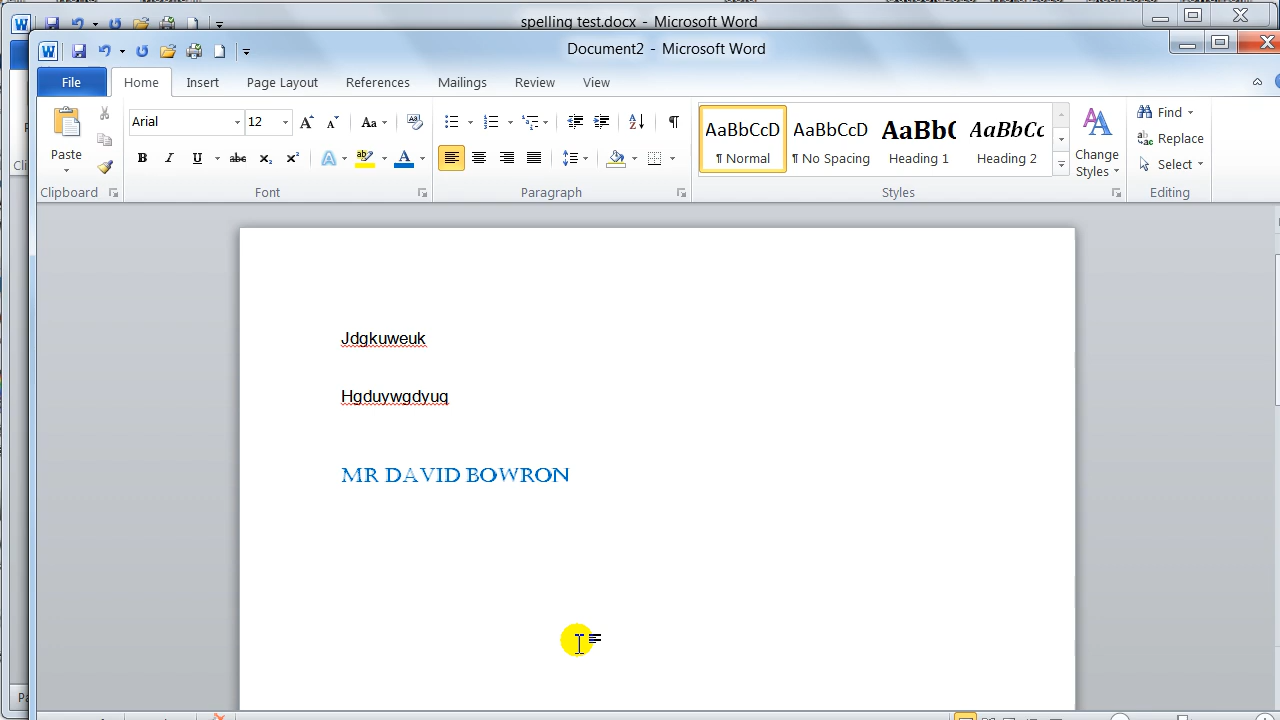 spelling test.docx - Microsoft Word
Document2 - Microsoft Word
File Home Insert Page Layout References Mailings Review View
Arial 12
Paste
Clipboard Font Paragraph Styles Editing
AaBbCcD AaBbCcD AaBbC AaBbCc
¶ Normal ¶ No Spacing Heading 1 Heading 2
Change Styles
Find
Replace
Select
Jdgkuweuk
Hgduywgdyuq
MR DAVID BOWRON